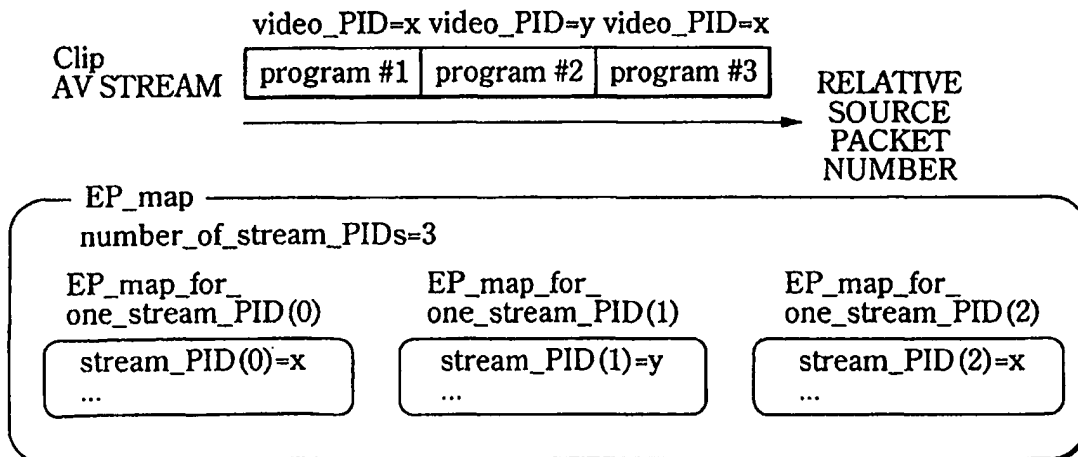 video_PID=x video_PID=y video_PID=x
Clip
AV STREAM
program #1 program #2 program #3
RELATIVE
SOURCE
PACKET
NUMBER
EP_map
number_of_stream_PIDs=3
EP_map_for_
one_stream_PID(0)
stream_PID(0)=x
...
EP_map_for_
one_stream_PID(1)
stream_PID(1)=y
...
EP_map_for_
one_stream_PID(2)
stream_PID(2)=x
...